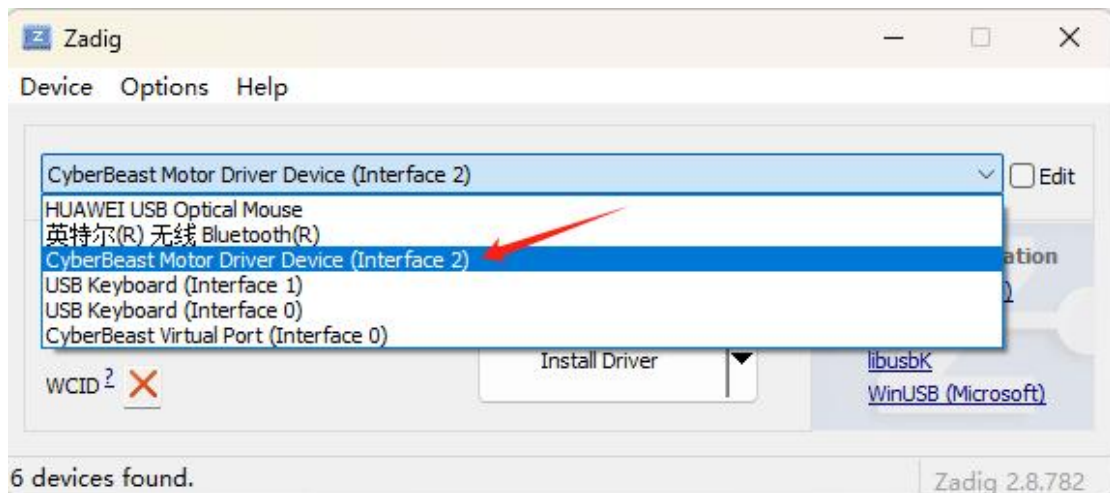 Zadig
Device Options Help
CyberBeast Motor Driver Device (Interface 2)
Edit
HUAWEI USB Optical Mouse
英特尔(R) 无线 Bluetooth(R)
CyberBeast Motor Driver Device (Interface 2)
USB Keyboard (Interface 1)
USB Keyboard (Interface 0)
CyberBeast Virtual Port (Interface 0)
WCID ?
Install Driver
libusbK
WinUSB (Microsoft)
6 devices found.
Zadig 2.8.782